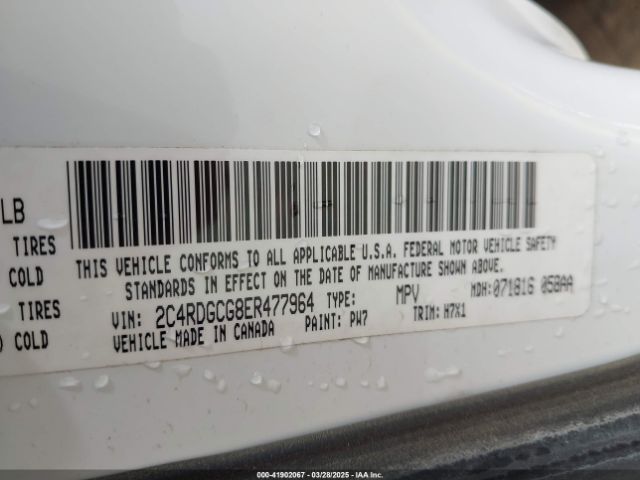 LB
TIRES
COLD
TIRES
COLD
THIS VEHICLE CONFORMS TO ALL APPLICABLE U.S.A. FEDERAL MOTOR VEHICLE SAFETY
STANDARDS IN EFFECT ON THE DATE OF MANUFACTURE SHOWN ABOVE.
VIN: 2C4RDGCG8ER477964 TYPE: MPV MDH: 071816 058AA
VEHICLE MADE IN CANADA PAINT: PW7 TRIM: H7X1
000-41902067 | 03/28/2025 - IAA Inc.